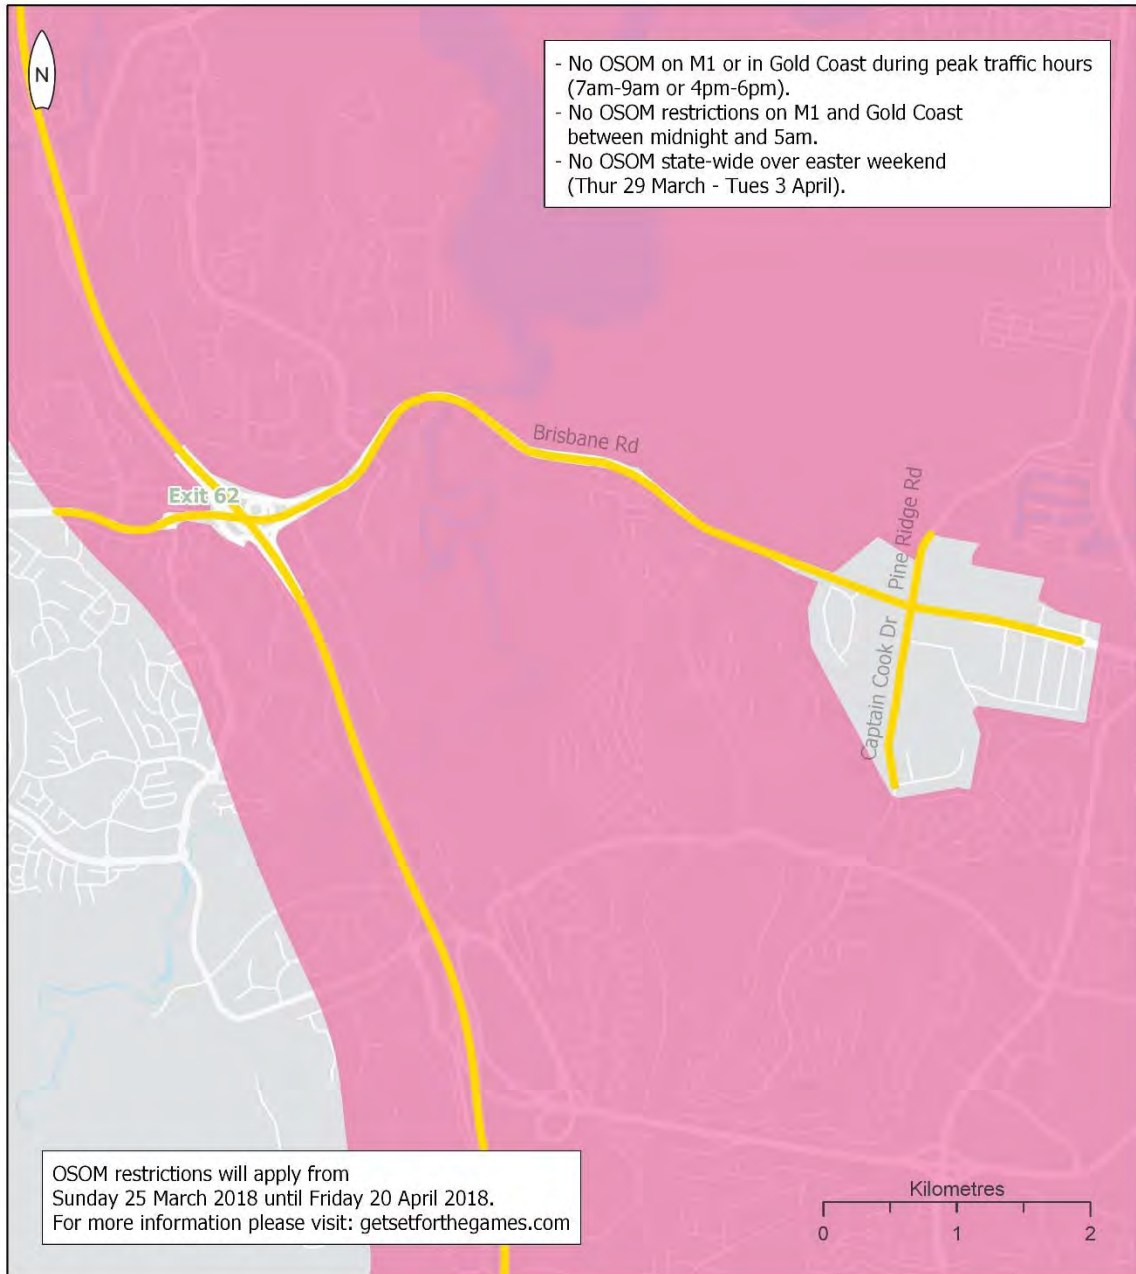 N
- No OSOM on M1 or in Gold Coast during peak traffic hours
(7am-9am or 4pm-6pm).
- No OSOM restrictions on M1 and Gold Coast
between midnight and 5am.
- No OSOM state-wide over easter weekend
(Thur 29 March - Tues 3 April).
Brisbane Rd
Exit 62
Pine Ridge Rd
Captain Cook Dr
OSOM restrictions will apply from
Sunday 25 March 2018 until Friday 20 April 2018.
For more information please visit: getsetforthegames.com
Kilometres
0 1 2